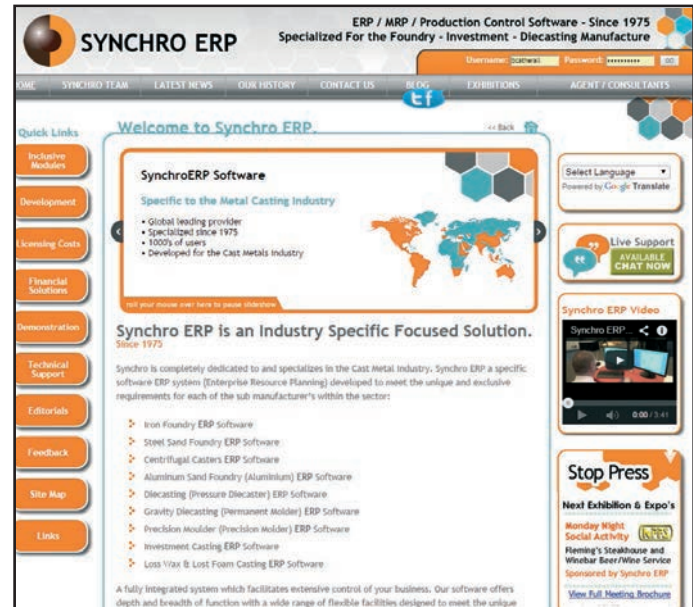 SYNCHRO ERP
ERP / MRP / Production Control Software - Since 1975
Specialized For the Foundry - Investment - Diecasting Manufacture
Username: Password:
SYNCHRO TEAM LATEST NEWS OUR HISTORY CONTACT US BLOG EXHIBITIONS AGENT / CONSULTANTS
Quick Links
Inclusive
Modules
Development
Licensing Costs
Financial
Solutions
Demonstration
Technical
Support
Editorials
Feedback
Site Map
Links
Welcome to Synchro ERP.
<< Back
SynchroERP Software
Specific to the Metal Casting Industry
• Global leading provider
• Specialized since 1975
• 1000's of users
• Developed for the Cast Metals Industry
roll your mouse over here to pause slideshow
Synchro ERP is an Industry Specific Focused Solution.
Since 1975
Synchro is completely dedicated to and specializes in the Cast Metal Industry. Synchro ERP a specific
software ERP system (Enterprise Resource Planning) developed to meet the unique and exclusive
requirements for each of the sub manufacturer's within the sector:
Iron Foundry ERP Software
Steel Sand Foundry ERP Software
Centrifugal Casters ERP Software
Aluminum Sand Foundry (Aluminium) ERP Software
Diecasting (Pressure Diecaster) ERP Software
Gravity Diecasting (Permanent Molder) ERP Software
Precision Moulder (Precision Molder) ERP Software
Investment Casting ERP Software
Loss Wax & Lost Foam Casting ERP Software
A fully integrated system which facilitates extensive control of your business. Our software offers
depth and breadth of function with a wide range of flexible facilities designed to meet the unique
Select Language
Powered by Google Translate
Live Support
AVAILABLE
CHAT NOW
Synchro ERP Video
Synchro ERP...
0:00 / 3:41
Stop Press
Next Exhibition & Expo's
Monday Night
Social Activity
Fleming's Steakhouse and
Winebar Beer/Wine Service
Sponsored by Synchro ERP
View Full Meeting Brochure